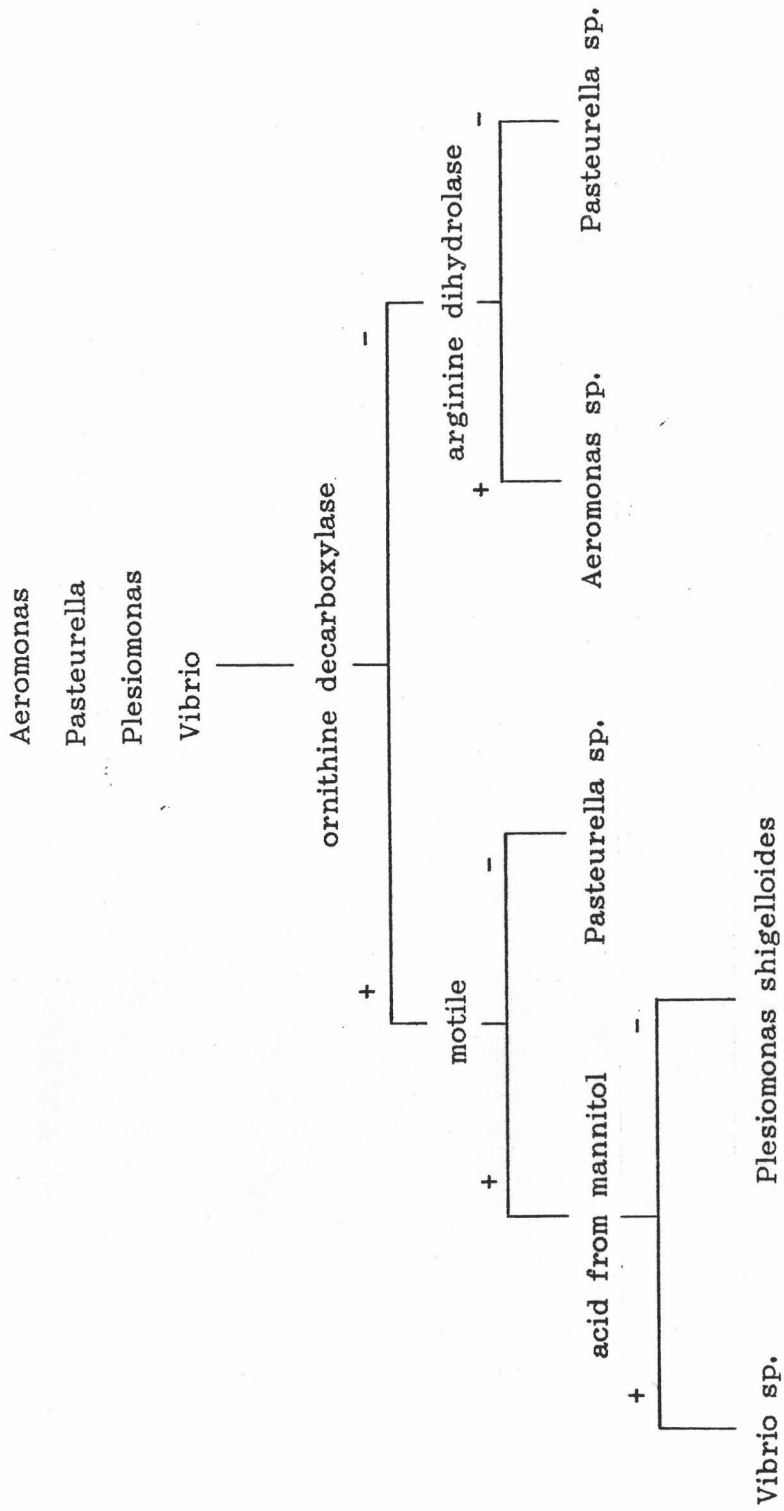 Aeromonas
Pasteurella
Plesiomonas
Vibrio
ornithine decarboxylase
+ -
motile arginine dihydrolase
+ - + -
acid from mannitol Pasteurella sp. Aeromonas sp. Pasteurella sp.
+ -
Vibrio sp. Plesiomonas shigelloides